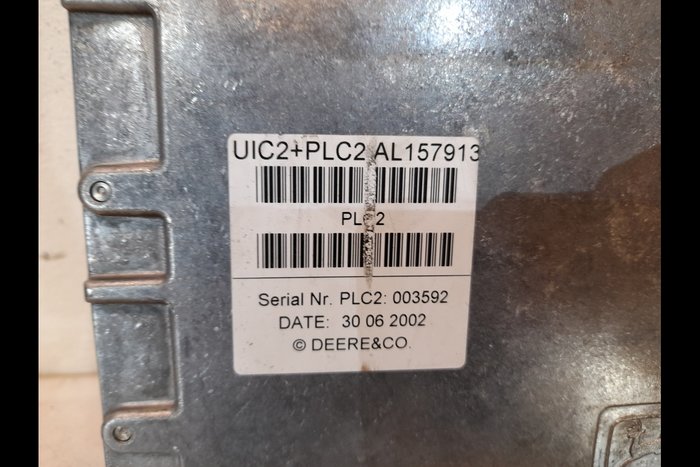 UIC2+PLC2 AL157913
PLC2
Serial Nr. PLC2: 003592
DATE: 30 06 2002
© DEERE&CO.